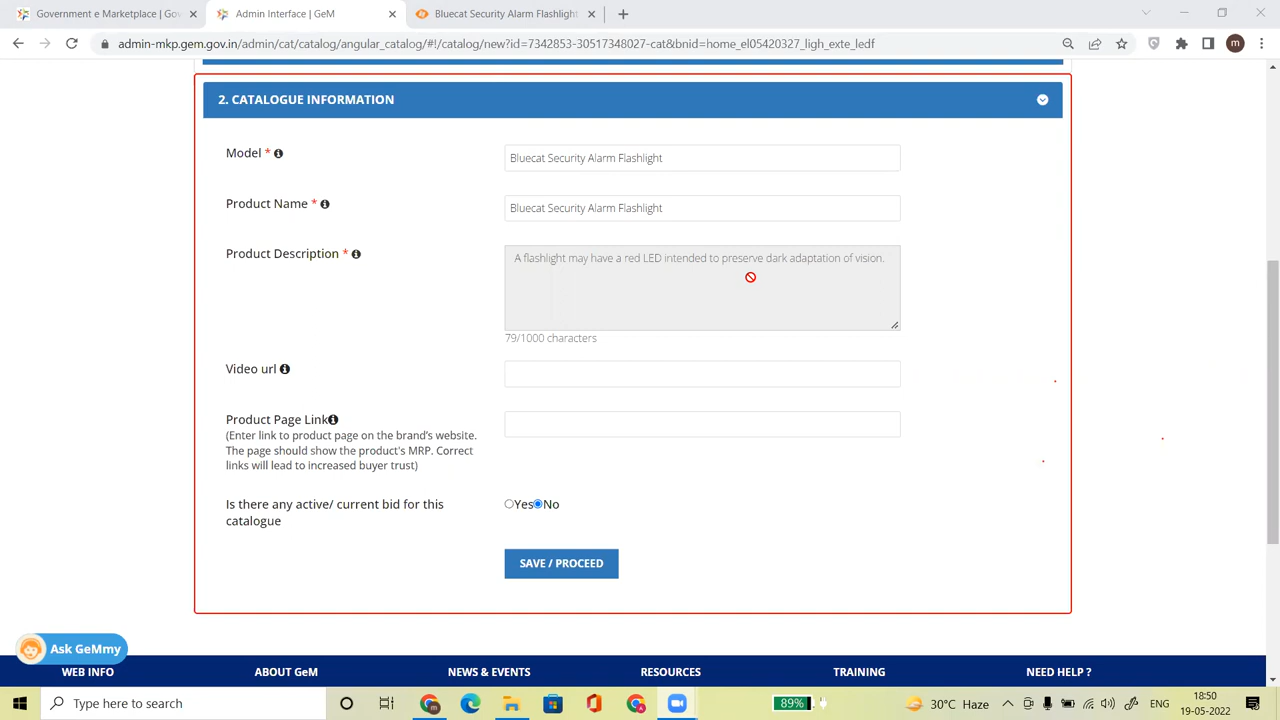 Government e Marketplace | Gov
Admin Interface | GeM
Bluecat Security Alarm Flashlight
admin-mkp.gem.gov.in/admin/cat/catalog/angular_catalog/#!/catalog/new?id=7342853-30517348027-cat&bnid=home_el05420327_ligh_exte_ledf
m
2. CATALOGUE INFORMATION
Model *
Bluecat Security Alarm Flashlight
Product Name *
Bluecat Security Alarm Flashlight
Product Description *
A flashlight may have a red LED intended to preserve dark adaptation of vision.
79/1000 characters
Video url
Product Page Link
(Enter link to product page on the brand's website.
The page should show the product's MRP. Correct
links will lead to increased buyer trust)
Is there any active/ current bid for this
catalogue
Yes No
SAVE / PROCEED
Ask GeMmy
WEB INFO
ABOUT GeM
NEWS & EVENTS
RESOURCES
TRAINING
NEED HELP ?
Type here to search
89%
30°C Haze
ENG
18:50
19-05-2022